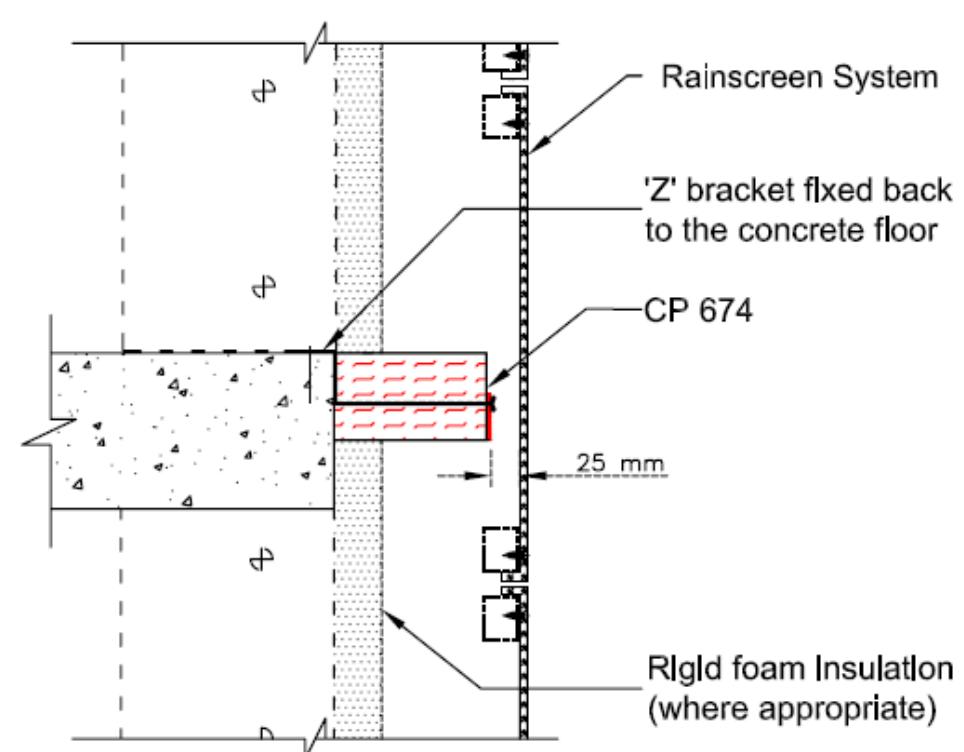 Rainscreen System
'Z' bracket fixed back
to the concrete floor
CP 674
25 mm
Rigid foam Insulation
(where appropriate)